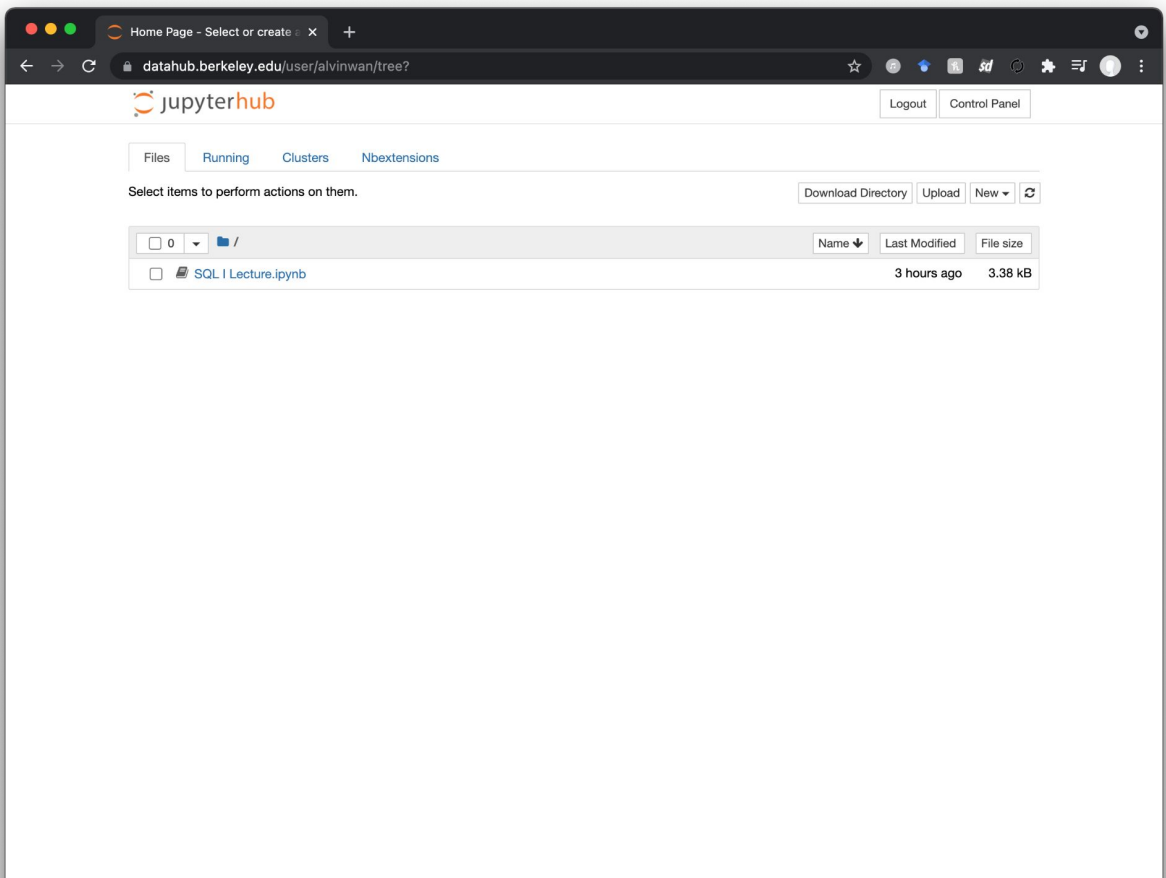 Home Page - Select or create a
datahub.berkeley.edu/user/alvinwan/tree?
jupyterhub
Logout Control Panel
Files Running Clusters Nbextensions
Select items to perform actions on them.
Download Directory Upload New
0 /
Name Last Modified File size
SQL I Lecture.ipynb 3 hours ago 3.38 kB